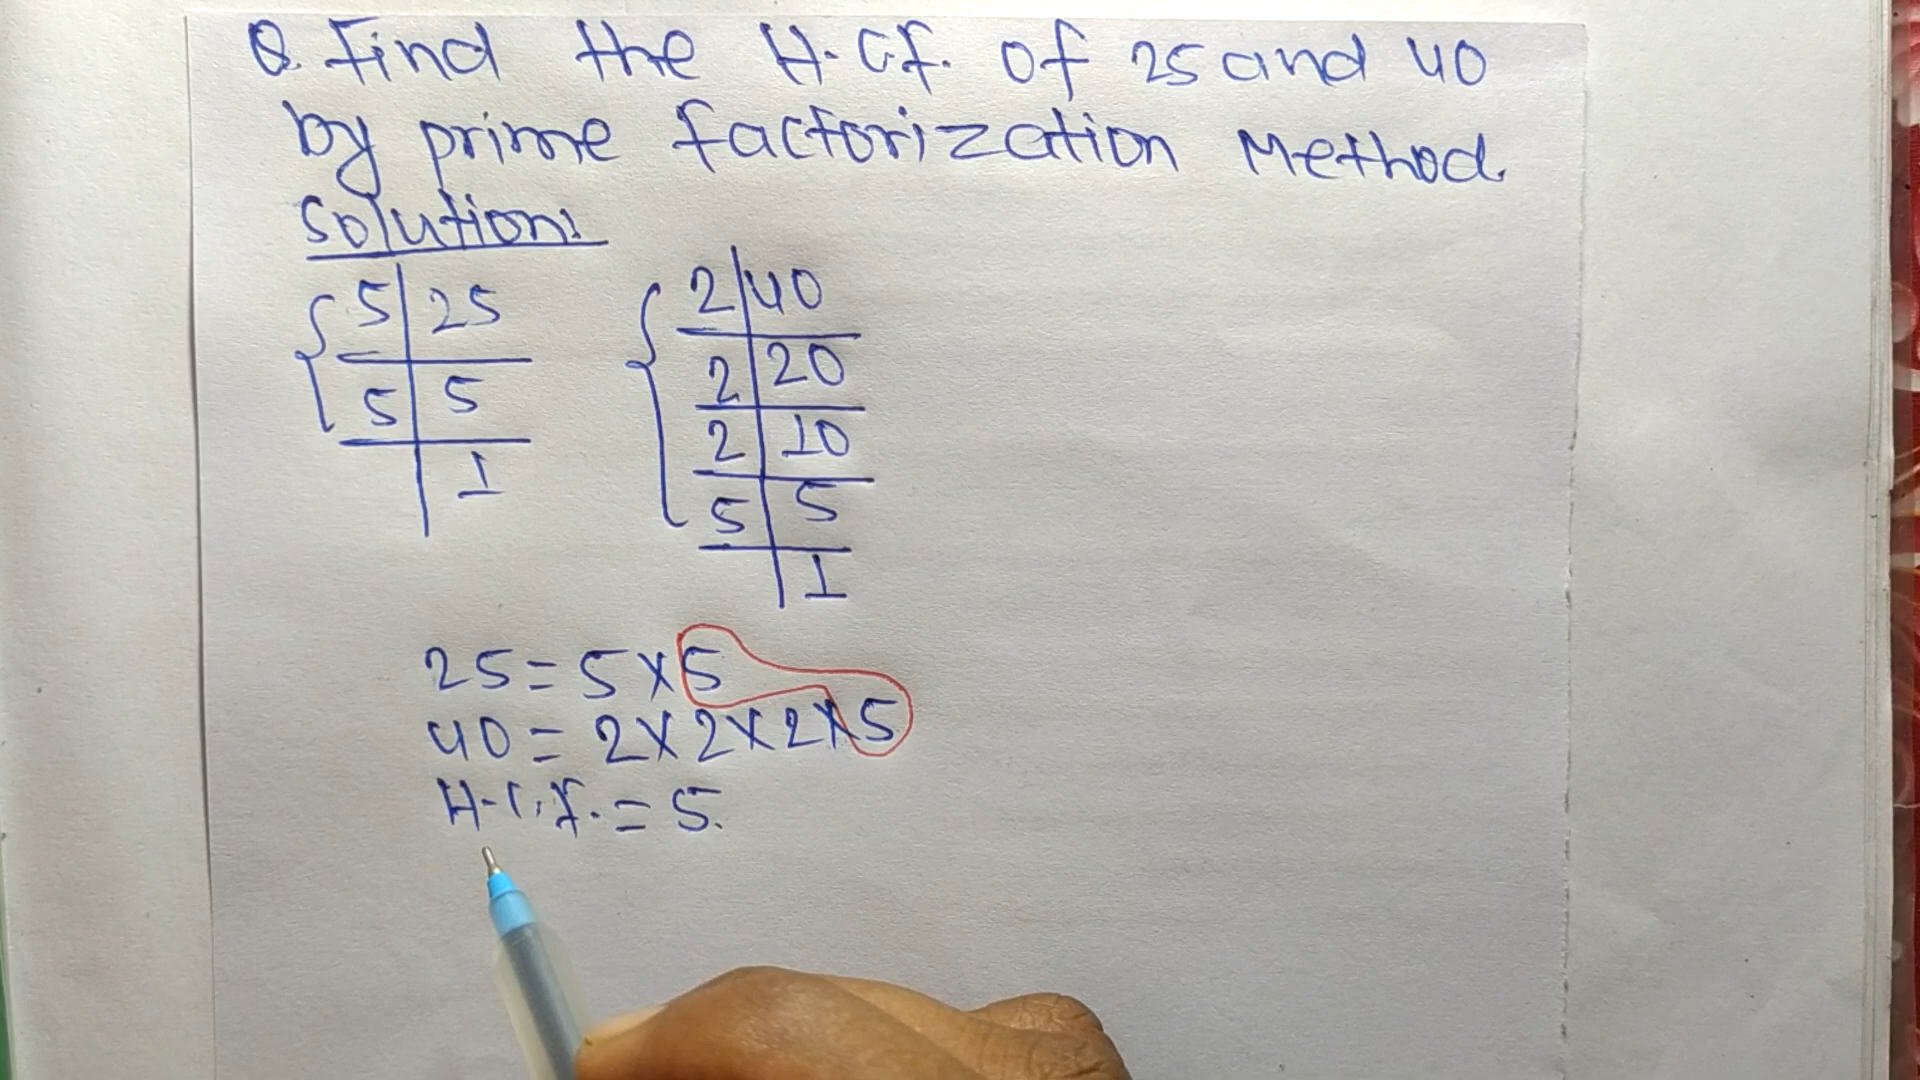 Q. Find the H.C.F. of 25 and 40
by prime factorization Method.
Solution:
5 | 25
5 | 5
1
2 | 40
2 | 20
2 | 10
5 | 5
1
25 = 5 × 5
40 = 2 × 2 × 2 × 5
H.C.F. = 5.